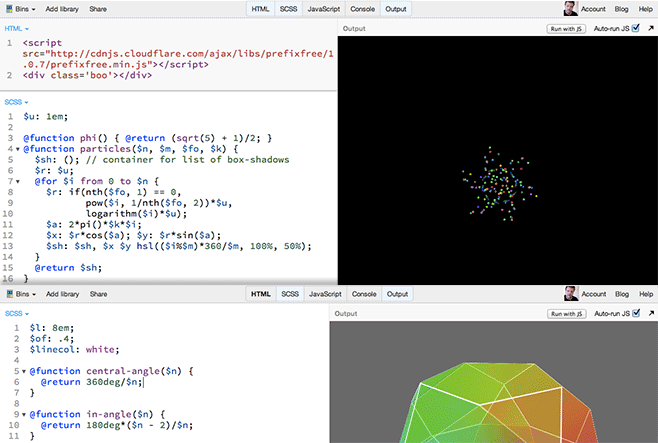 Bins Add library Share HTML SCSS JavaScript Console Output Account Blog Help
HTML
Output Run with JS Auto-run JS
1 <script
src="http://cdnjs.cloudflare.com/ajax/libs/prefixfree/1
.0.7/prefixfree.min.js"></script>
2 <div class='boo'></div>
SCSS
1 $u: 1em;
2
3 @function phi() { @return (sqrt(5) + 1)/2; }
4 @function particles($n, $m, $fo, $k) {
5 $sh: (); // container for list of box-shadows
6 $r: $u;
7 @for $i from 0 to $n {
8 $r: if(nth($fo, 1) == 0,
9 pow($i, 1/nth($fo, 2))*$u,
10 logarithm($i)*$u);
11 $a: 2*pi()*$k*$i;
12 $x: $r*cos($a); $y: $r*sin($a);
13 $sh: $sh, $x $y hsl(($i%$m)*360/$m, 100%, 50%);
14 }
15 @return $sh;
16 }
Bins Add library Share HTML SCSS JavaScript Console Output Account Blog Help
SCSS
Output Run with JS Auto-run JS
1 $l: 8em;
2 $of: .4;
3 $linecol: white;
4
5 @function central-angle($n) {
6 @return 360deg/$n;
7 }
8
9 @function in-angle($n) {
10 @return 180deg*($n - 2)/$n;
11 }